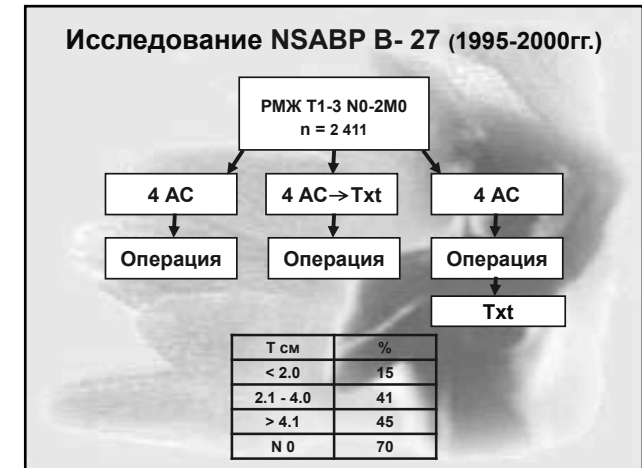 Исследование NSABP B- 27 (1995-2000гг.)
РМЖ T1-3 N0-2M0
n = 2 411
4 AC
4 AC→Txt
4 AC
Операция
Операция
Операция
Txt
T см %
< 2.0 15
2.1 - 4.0 41
> 4.1 45
N 0 70